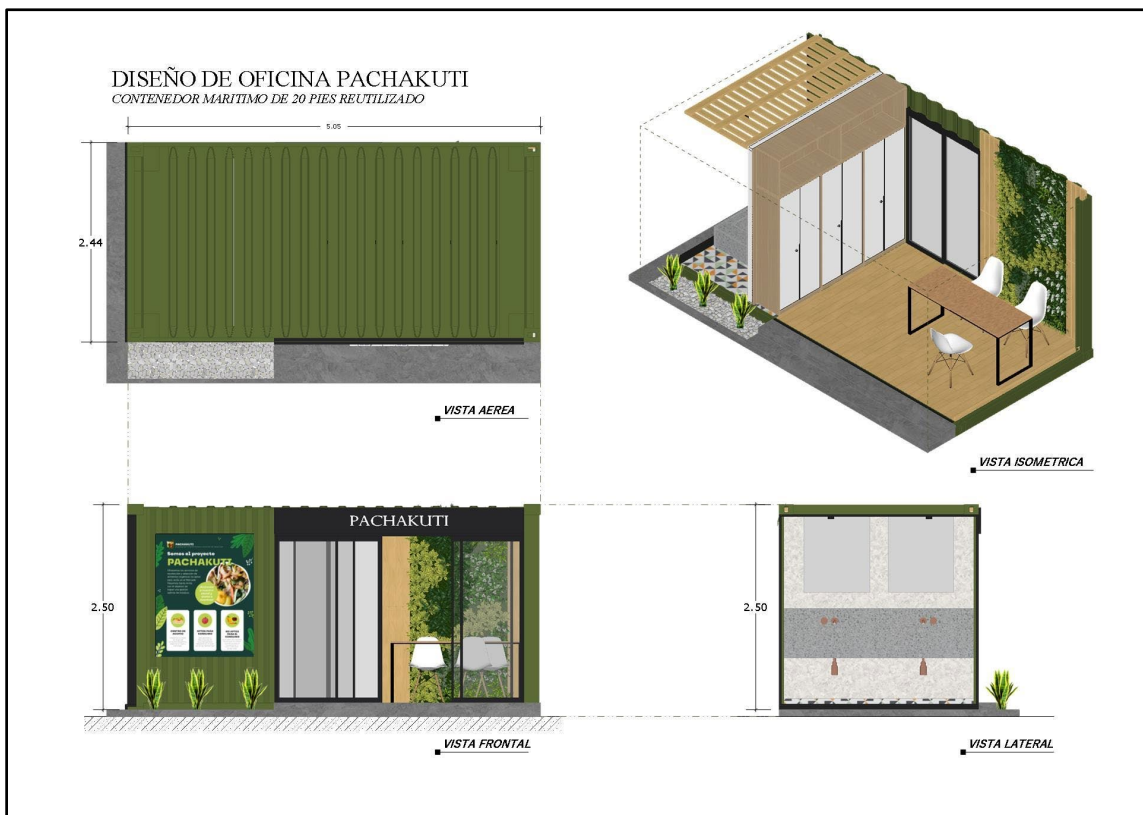 DISEÑO DE OFICINA PACHAKUTI
CONTENEDOR MARITIMO DE 20 PIES REUTILIZADO
5.05
2.44
VISTA AEREA
VISTA ISOMETRICA
PACHAKUTI
PACHAKUTI
Somos el proyecto
PACHAKUTI
2.50
VISTA FRONTAL
2.50
VISTA LATERAL